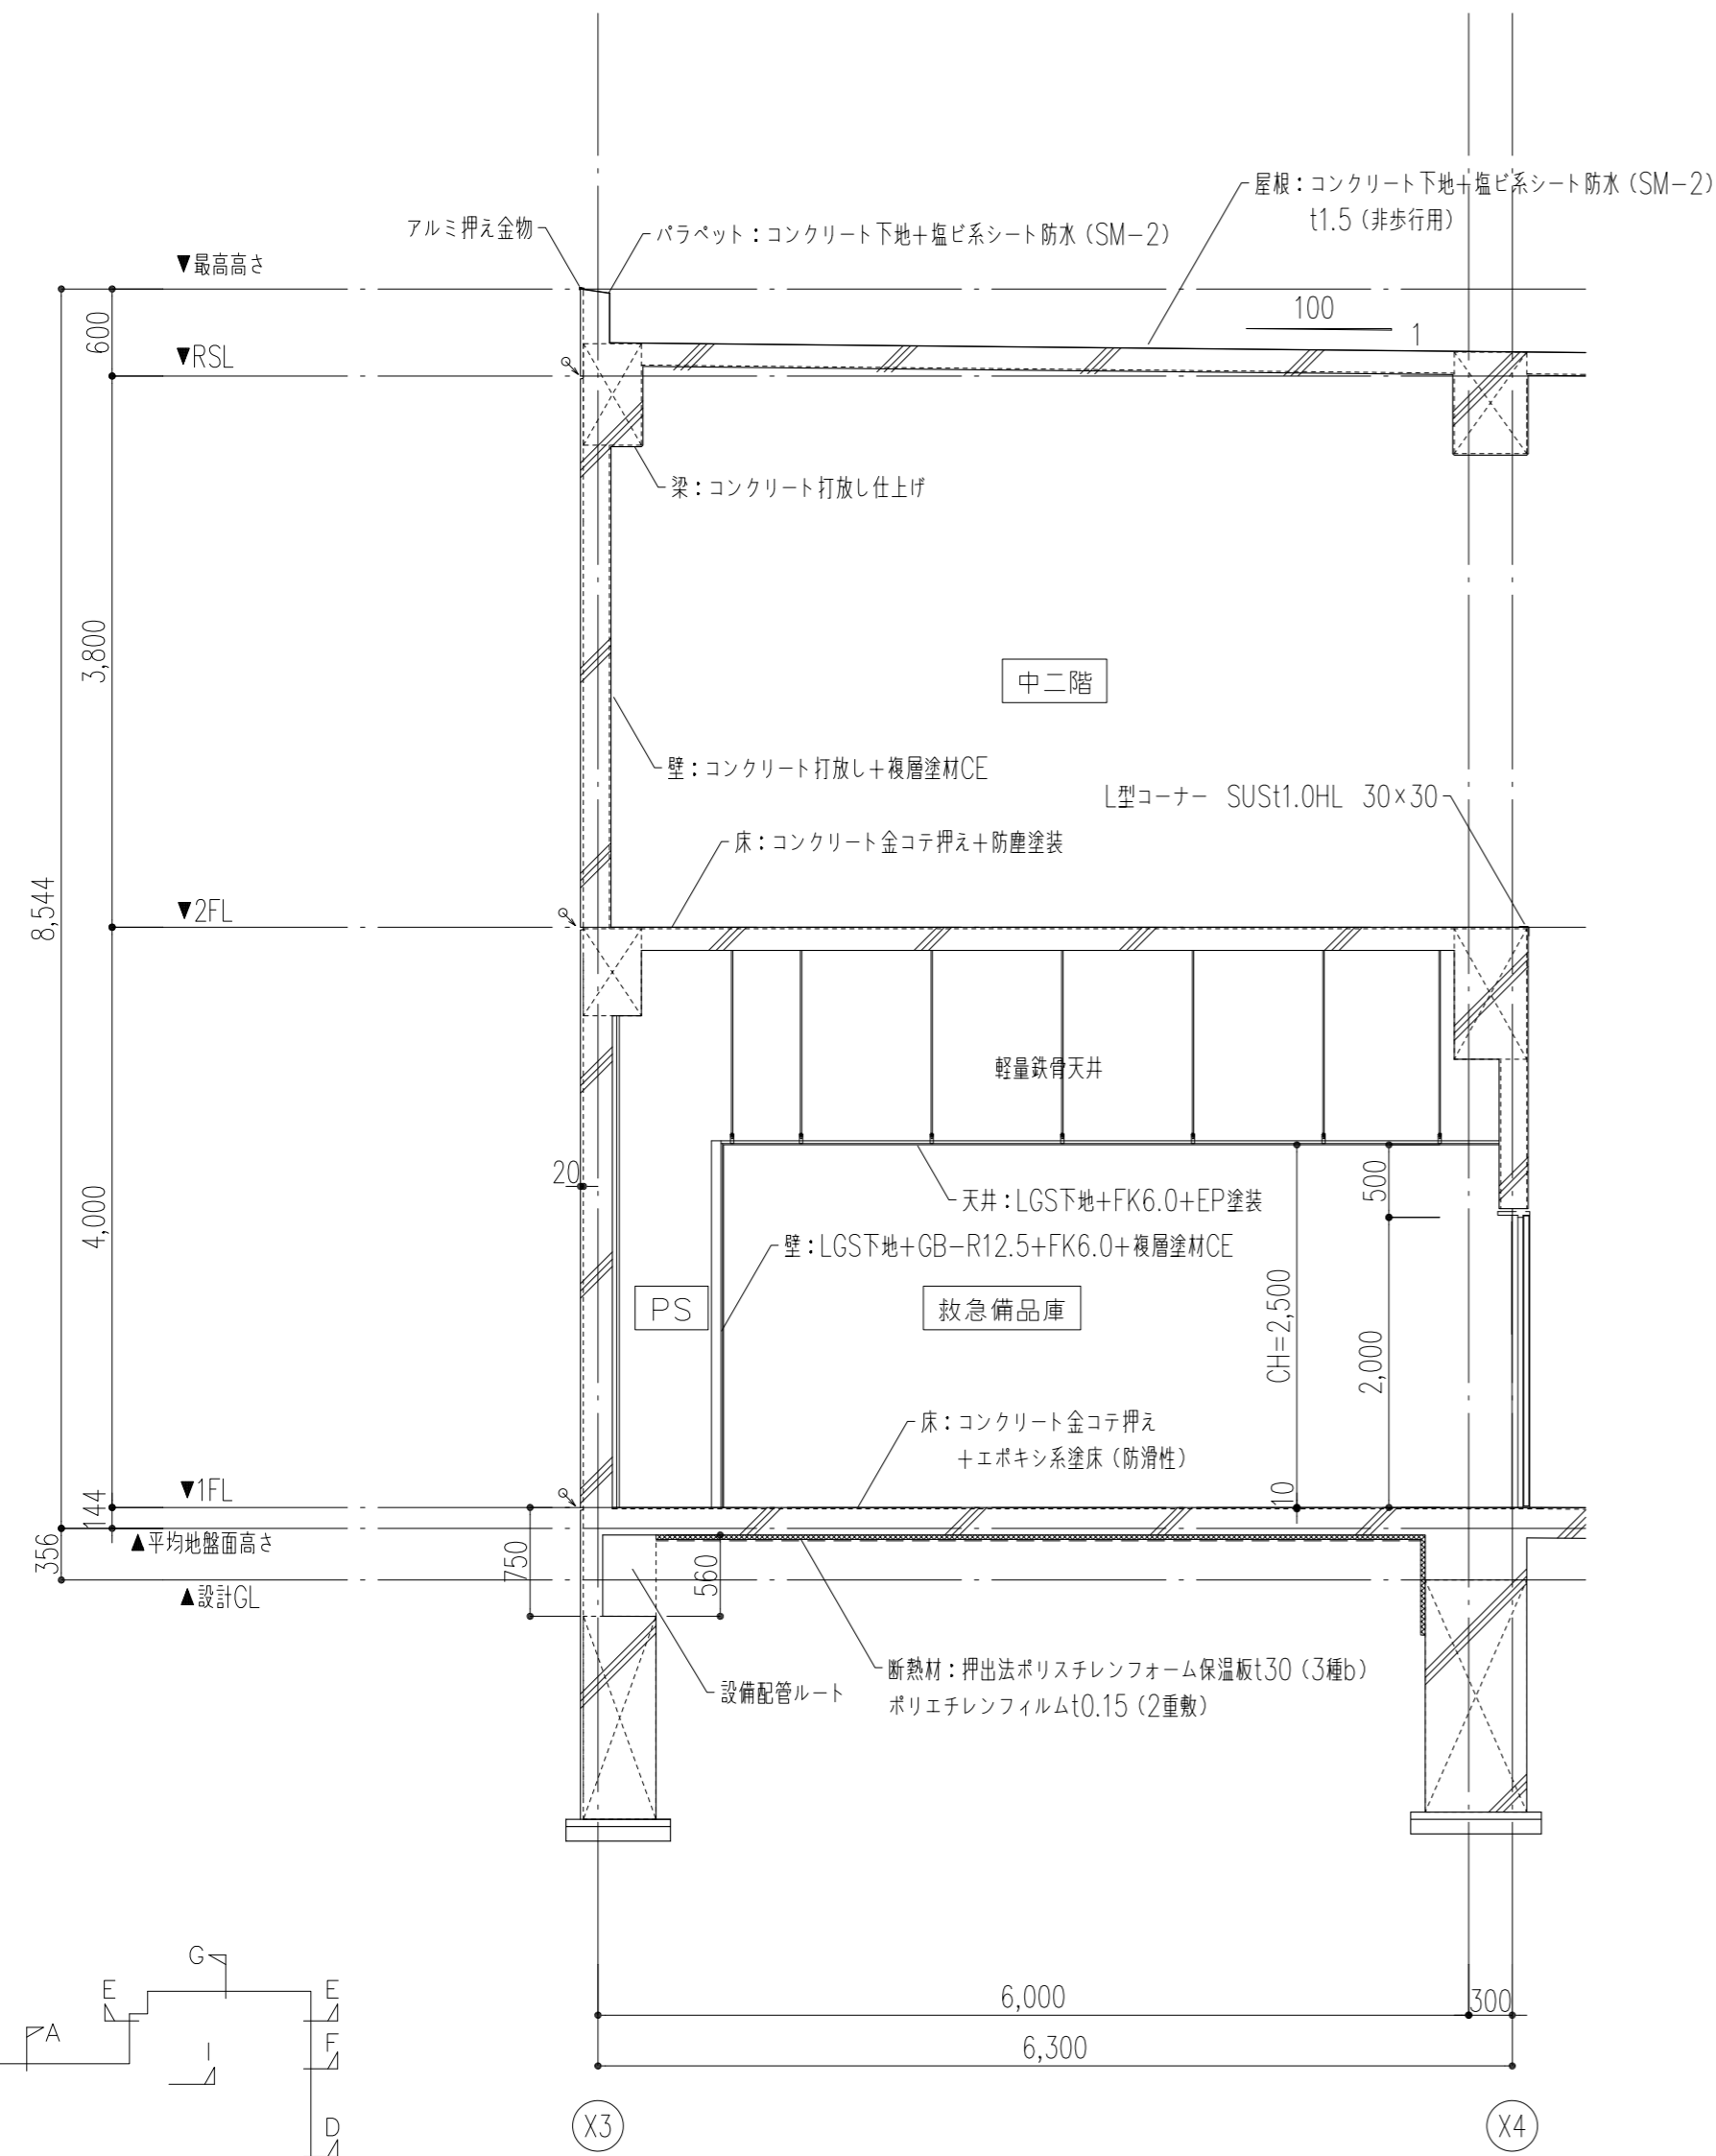 屋根：コンクリート下地＋塩ビ系シート防水（SM−2）
t1.5（非歩行用）
アルミ押え金物
パラペット：コンクリート下地＋塩ビ系シート防水（SM−2）
▼最高高さ
600
100
1
▼RSL
梁：コンクリート打放し仕上げ
3,800
中二階
壁：コンクリート打放し＋複層塗材CE
L型コーナー SUSt1.0HL 30×30
床：コンクリート金コテ押え＋防塵塗装
8,544
▼2FL
軽量鉄骨天井
20
4,000
500
天井：LGS下地+FK6.0+EP塗装
壁：LGS下地+GB−R12.5+FK6.0+複層塗材CE
PS
救急備品庫
CH=2,500
2,000
床：コンクリート金コテ押え
＋エポキシ系塗床（防滑性）
10
▼1FL
144
▲平均地盤面高さ
356
750
560
▲設計GL
断熱材：押出法ポリスチレンフォーム保温板t30（3種b）
ポリエチレンフィルムt0.15（2重敷）
設備配管ルート
G
E
E
A
F
I
D
6,000
300
6,300
X3
X4